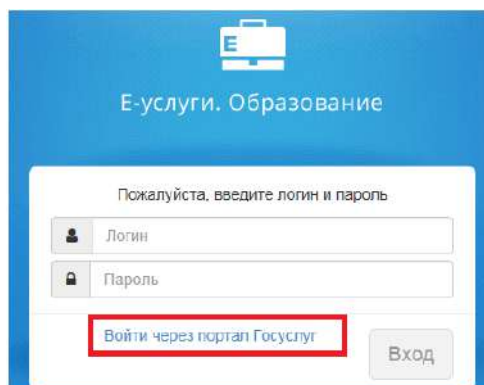 E
Е-услуги. Образование
Пожалуйста, введите логин и пароль
Логин
Пароль
Войти через портал Госуслуг
Вход